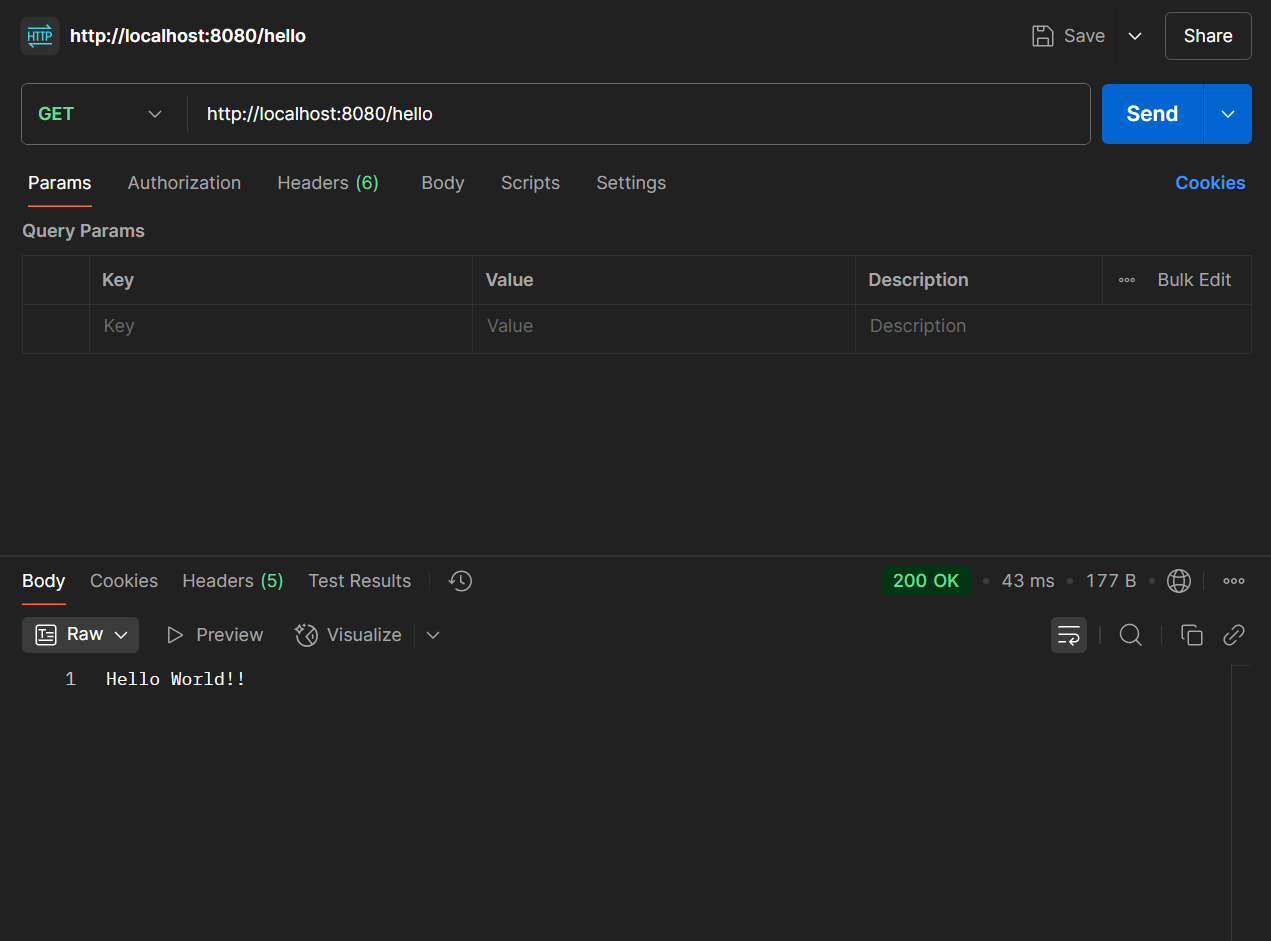 HTTP http://localhost:8080/hello Save Share
GET http://localhost:8080/hello Send
Params Authorization Headers (6) Body Scripts Settings Cookies
Query Params
Key Value Description Bulk Edit
Key Value Description
Body Cookies Headers (5) Test Results 200 OK 43 ms 177 B
Raw Preview Visualize
1 Hello World!!